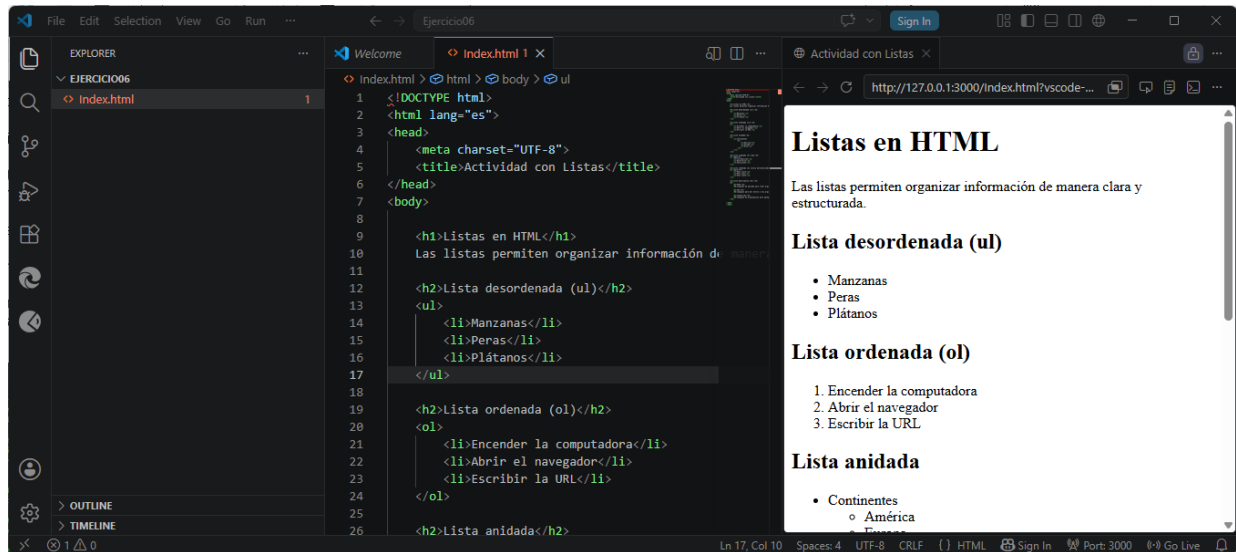 File Edit Selection View Go Run ··· Ejercicio06 Sign In
EXPLORER ···
EJERCICIO06
Index.html 1
OUTLINE
TIMELINE
Welcome Index.html 1 ···
Index.html > html > body > ul
1 <!DOCTYPE html>
2 <html lang="es">
3 <head>
4 <meta charset="UTF-8">
5 <title>Actividad con Listas</title>
6 </head>
7 <body>
8
9 <h1>Listas en HTML</h1>
10 Las listas permiten organizar información de manera
11
12 <h2>Lista desordenada (ul)</h2>
13 <ul>
14 <li>Manzanas</li>
15 <li>Peras</li>
16 <li>Plátanos</li>
17 </ul>
18
19 <h2>Lista ordenada (ol)</h2>
20 <ol>
21 <li>Encender la computadora</li>
22 <li>Abrir el navegador</li>
23 <li>Escribir la URL</li>
24 </ol>
25
26 <h2>Lista anidada</h2>
Actividad con Listas ···
http://127.0.0.1:3000/Index.html?vscode-... ···
Listas en HTML
Las listas permiten organizar información de manera clara y
estructurada.
Lista desordenada (ul)
• Manzanas
• Peras
• Plátanos
Lista ordenada (ol)
1. Encender la computadora
2. Abrir el navegador
3. Escribir la URL
Lista anidada
• Continentes
○ América
1 0 Ln 17, Col 10 Spaces: 4 UTF-8 CRLF {} HTML Sign In Port: 3000 Go Live